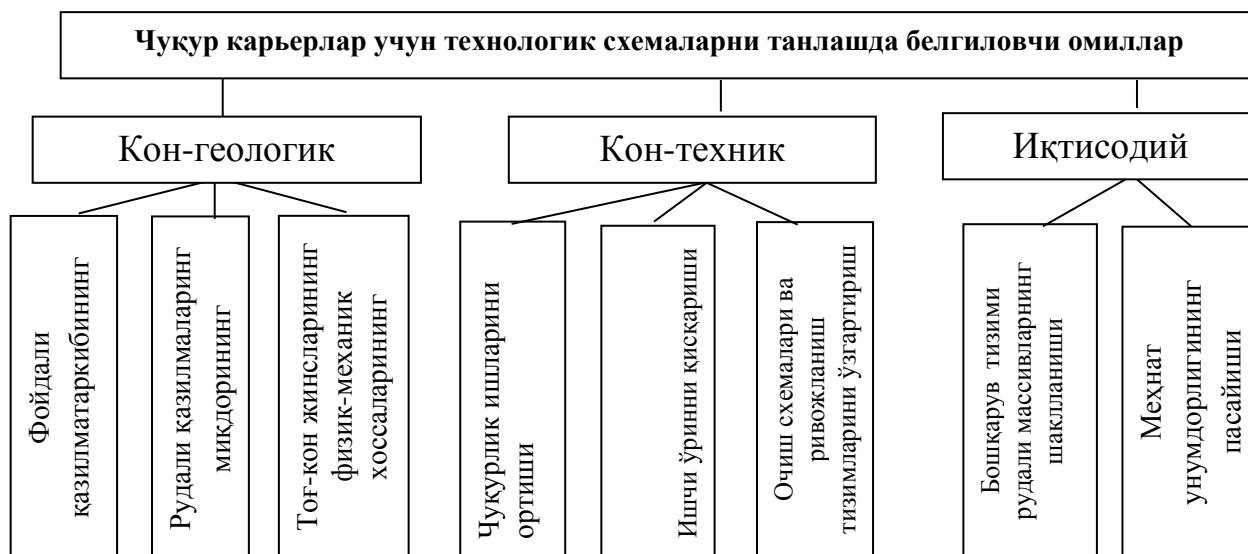 Чуқур карьерлар учун технологик схемаларни танлашда белгиловчи омиллар
Кон-геологик
Кон-техник
Иқтисодий
Фойдали
қазилматаркибининг
Рудали қазилмаларинг
миқдорининг
Тоғ-кон жинсларининг
физик-механик
хоссаларининг
Чуқурлик ишларини
ортиши
Ишчи ўринни қисқариши
Очиш схемалари ва
ривожланиш
тизимларини ўзгартириш
Бошқарув тизими
рудали массивларнинг
шаклланиши
Меҳнат
унумдорлигининг
пасайиши